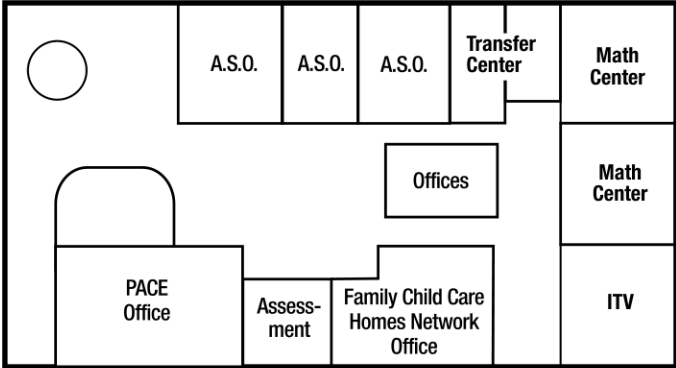 A.S.O.
A.S.O.
A.S.O.
Transfer
Center
Math
Center
Offices
Math
Center
PACE
Office
Assess-
ment
Family Child Care
Homes Network
Office
ITV